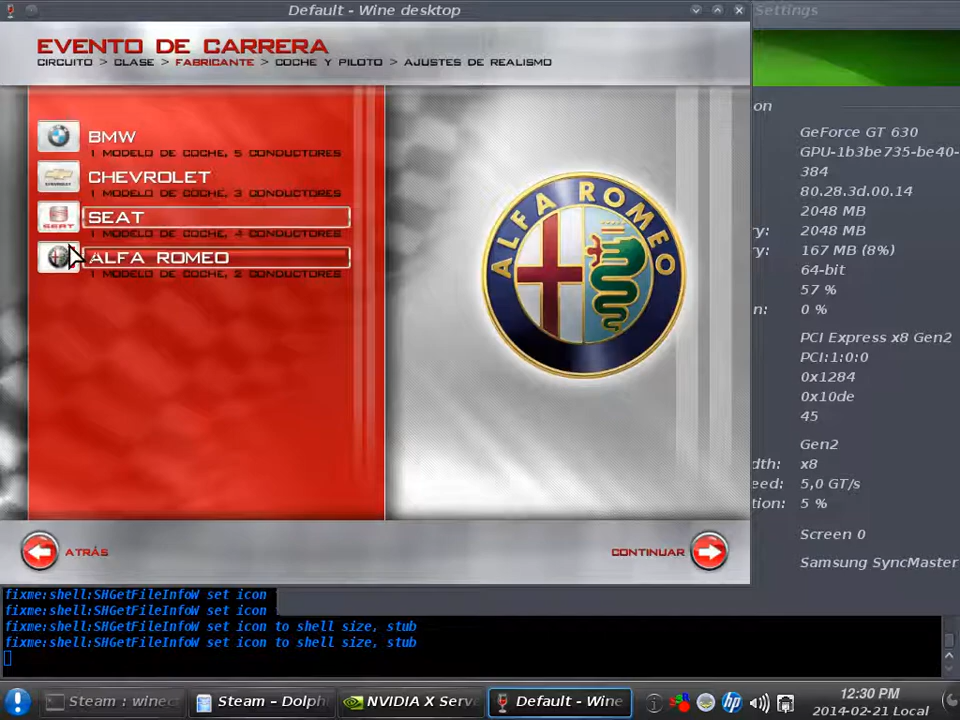 Default - Wine desktop
Settings
EVENTO DE CARRERA
CIRCUITO > CLASE > FABRICANTE > COCHE Y PILOTO > AJUSTES DE REALISMO
BMW
1 MODELO DE COCHE, 5 CONDUCTORES
CHEVROLET
1 MODELO DE COCHE, 3 CONDUCTORES
SEAT
SEAT
1 MODELO DE COCHE, 4 CONDUCTORES
ALFA ROMEO
1 MODELO DE COCHE, 2 CONDUCTORES
ALFA ROMEO
ATRÁS
CONTINUAR
on
GeForce GT 630
GPU-1b3be735-be40-
384
80.28.3d.00.14
2048 MB
ry: 2048 MB
ry: 167 MB (8%)
64-bit
57 %
n: 0 %
PCI Express x8 Gen2
PCI:1:0:0
0x1284
0x10de
45
Gen2
dth: x8
eed: 5,0 GT/s
tion: 5 %
Screen 0
Samsung SyncMaster
fixme:shell:SHGetFileInfoW set icon
fixme:shell:SHGetFileInfoW set icon
fixme:shell:SHGetFileInfoW set icon to shell size, stub
fixme:shell:SHGetFileInfoW set icon to shell size, stub
Steam : winec
Steam – Dolph
NVIDIA X Serv
Default - Wine
hp
12:30 PM
2014-02-21 Local